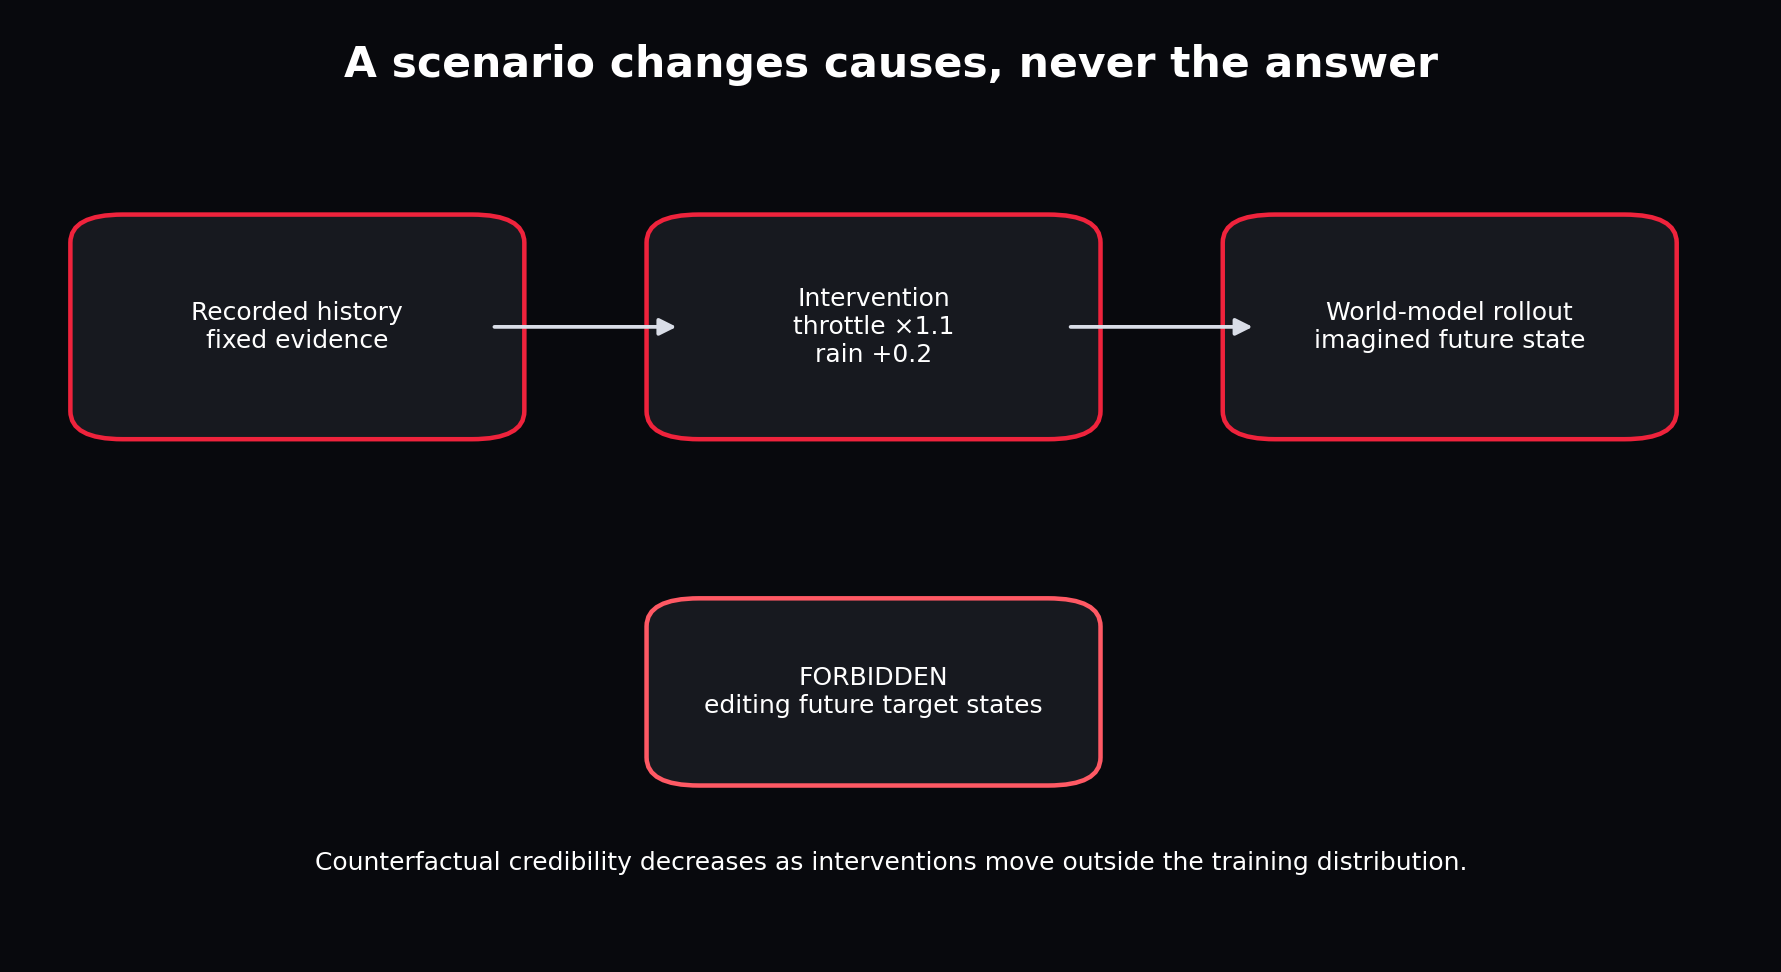 A scenario changes causes, never the answer
Recorded history
fixed evidence
Intervention
throttle ×1.1
rain +0.2
World-model rollout
imagined future state
FORBIDDEN
editing future target states
Counterfactual credibility decreases as interventions move outside the training distribution.